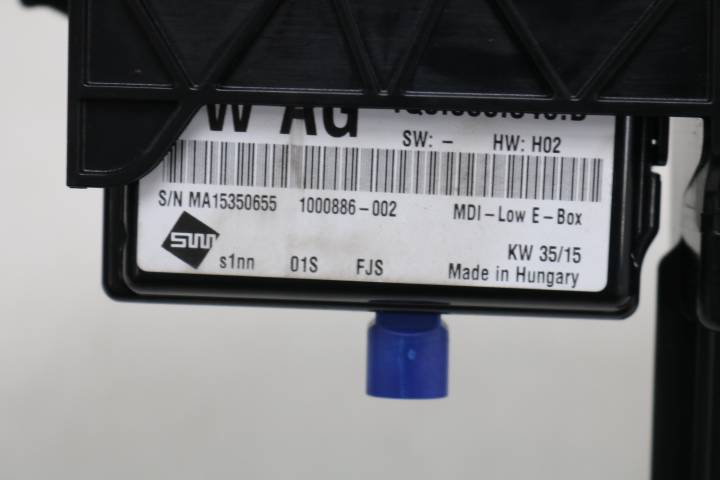 W AG
SW: – HW: H02
S/N MA15350655 1000886-002 MDI-Low E-Box
SW s1nn 01S FJS
KW 35/15
Made in Hungary